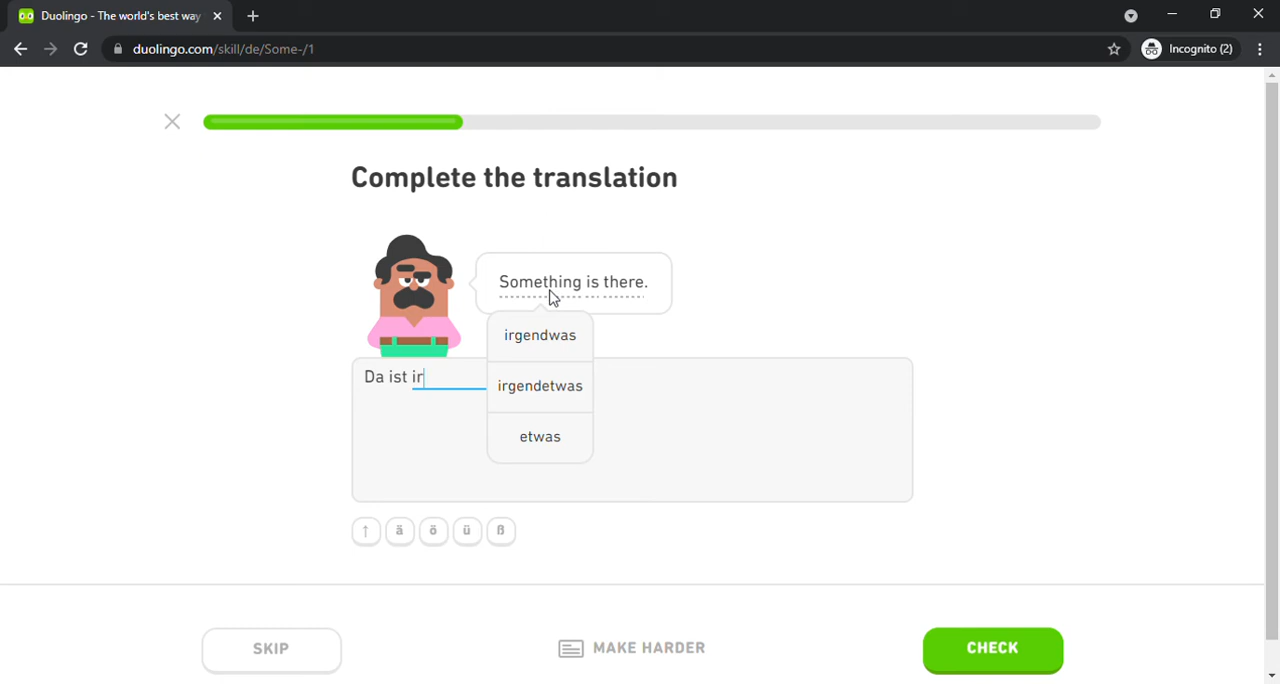 Duolingo - The world's best way
duolingo.com/skill/de/Some-/1
Incognito (2)
Complete the translation
Something is there.
irgendwas
irgendetwas
etwas
Da ist ir
↑ ä ö ü ß
SKIP
MAKE HARDER
CHECK